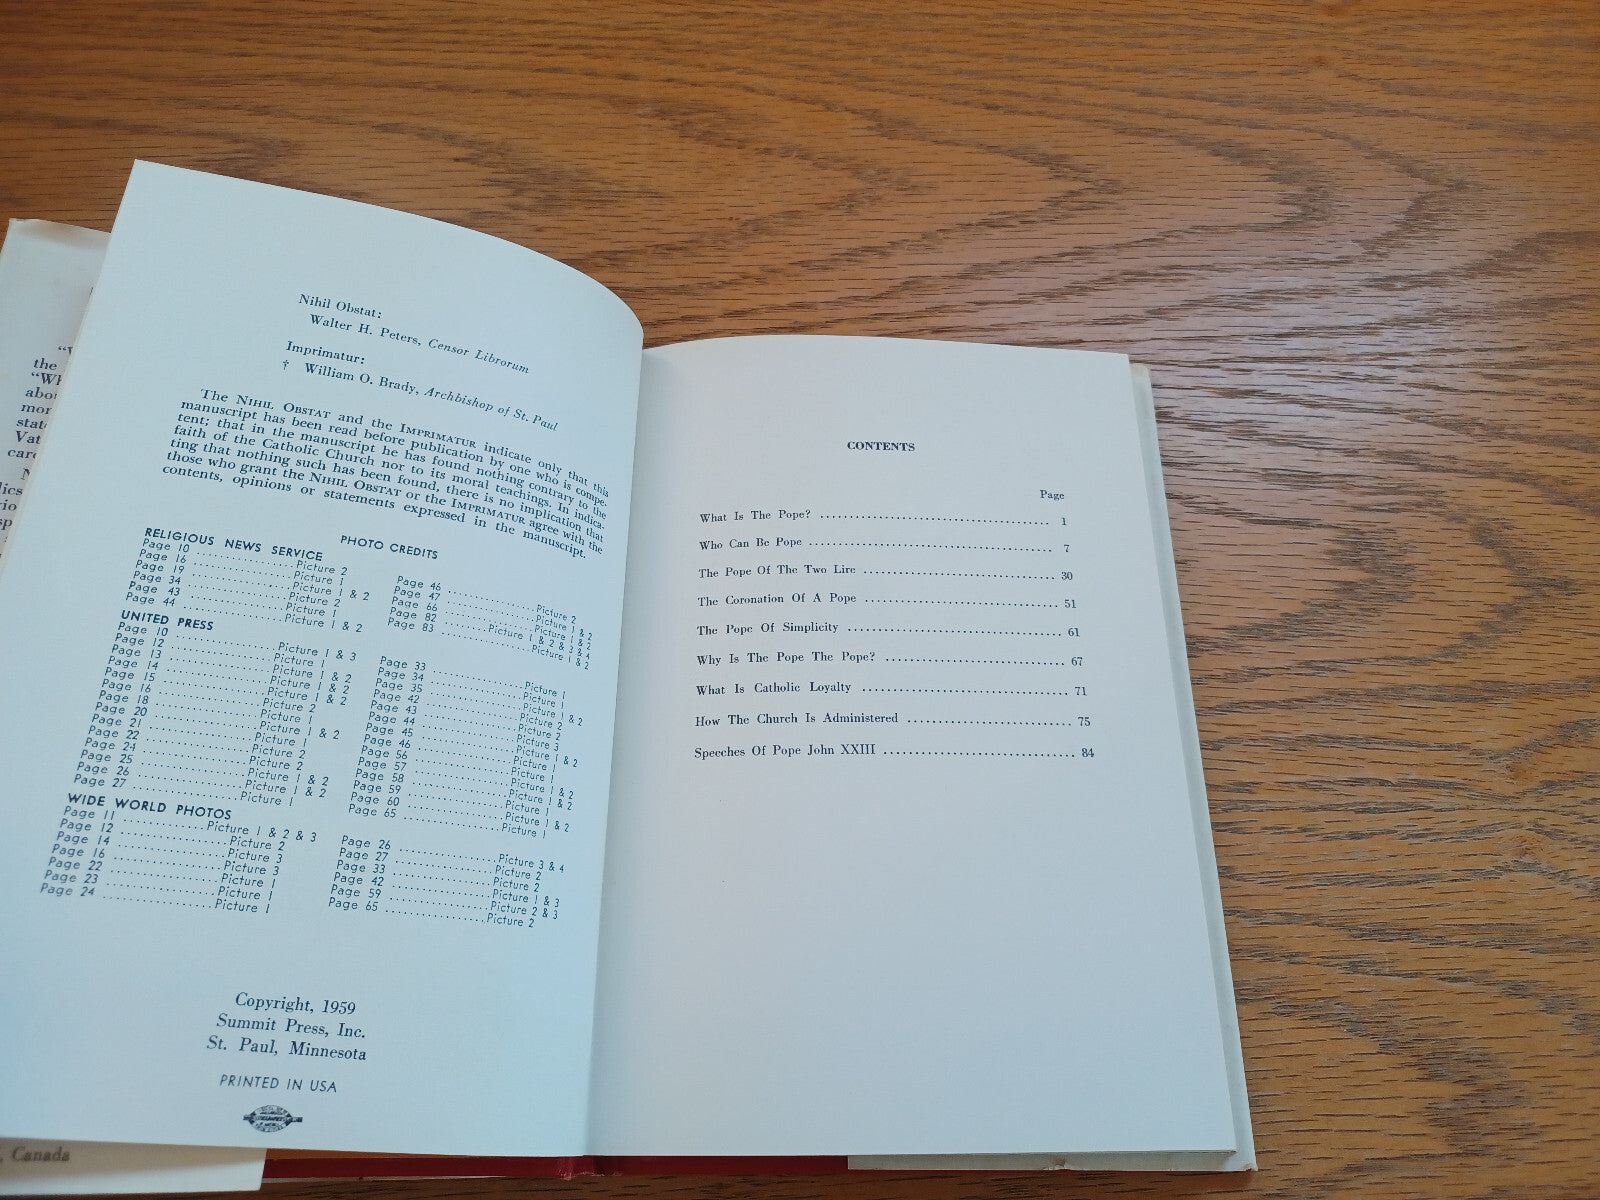 Nihil Obstat:
Walter H. Peters, Censor Librorum
Imprimatur:
† William O. Brady, Archbishop of St. Paul
The NIHIL OBSTAT and the IMPRIMATUR indicate only that this
manuscript has been read before publication by one who is compe-
tent; that in the manuscript he has found nothing contrary to the
faith of the Catholic Church nor to its moral teachings. In indica-
ting that nothing such has been found, there is no implication that
those who grant the NIHIL OBSTAT or the IMPRIMATUR agree with the
contents, opinions or statements expressed in the manuscript.
PHOTO CREDITS
RELIGIOUS NEWS SERVICE
Page 10 .................... Picture 2
Page 16 .................... Picture 1
Page 19 .................... Picture 1 & 2
Page 34 .................... Picture 2
Page 43 .................... Picture 1
Page 44 .................... Picture 1 & 2
Page 46 .................... Picture 2
Page 47 .................... Picture 1 & 2
Page 66 .................... Picture 1 & 2
Page 82 .......... Picture 1 & 2 & 3 & 4
Page 83 .................... Picture 1 & 2
UNITED PRESS
Page 10 .................... Picture 1 & 3
Page 12 .................... Picture 1
Page 13 .................... Picture 1 & 2
Page 14 .................... Picture 1 & 2
Page 15 .................... Picture 1 & 2
Page 16 .................... Picture 2
Page 18 .................... Picture 1
Page 20 .................... Picture 1 & 2
Page 21 .................... Picture 1
Page 22 .................... Picture 2
Page 24 .................... Picture 2
Page 25 .................... Picture 1 & 2
Page 26 .................... Picture 1 & 2
Page 27 .................... Picture 1
Page 33 .................... Picture 1
Page 34 .................... Picture 1
Page 35 .................... Picture 1 & 2
Page 42 .................... Picture 2
Page 43 .................... Picture 2
Page 44 .................... Picture 3
Page 45 .................... Picture 1 & 2
Page 46 .................... Picture 1
Page 56 .................... Picture 1
Page 57 .................... Picture 1 & 2
Page 58 .................... Picture 1 & 2
Page 59 .................... Picture 1
Page 60 .................... Picture 1 & 2
Page 65 .................... Picture 1
WIDE WORLD PHOTOS
Page 11 .............. Picture 1 & 2 & 3
Page 12 .................... Picture 2
Page 14 .................... Picture 3
Page 16 .................... Picture 3
Page 22 .................... Picture 1
Page 23 .................... Picture 1
Page 24 .................... Picture 1
Page 26 .................... Picture 3 & 4
Page 27 .................... Picture 2
Page 33 .................... Picture 2
Page 42 .................... Picture 1 & 3
Page 59 .................... Picture 2 & 3
Page 65 .................... Picture 2
Copyright, 1959
Summit Press, Inc.
St. Paul, Minnesota
PRINTED IN USA
Canada
CONTENTS
Page
What Is The Pope? .................... 1
Who Can Be Pope .................... 7
The Pope Of The Two Lire .................... 30
The Coronation Of A Pope .................... 51
The Pope Of Simplicity .................... 61
Why Is The Pope The Pope? .................... 67
What Is Catholic Loyalty .................... 71
How The Church Is Administered .................... 75
Speeches Of Pope John XXIII .................... 84